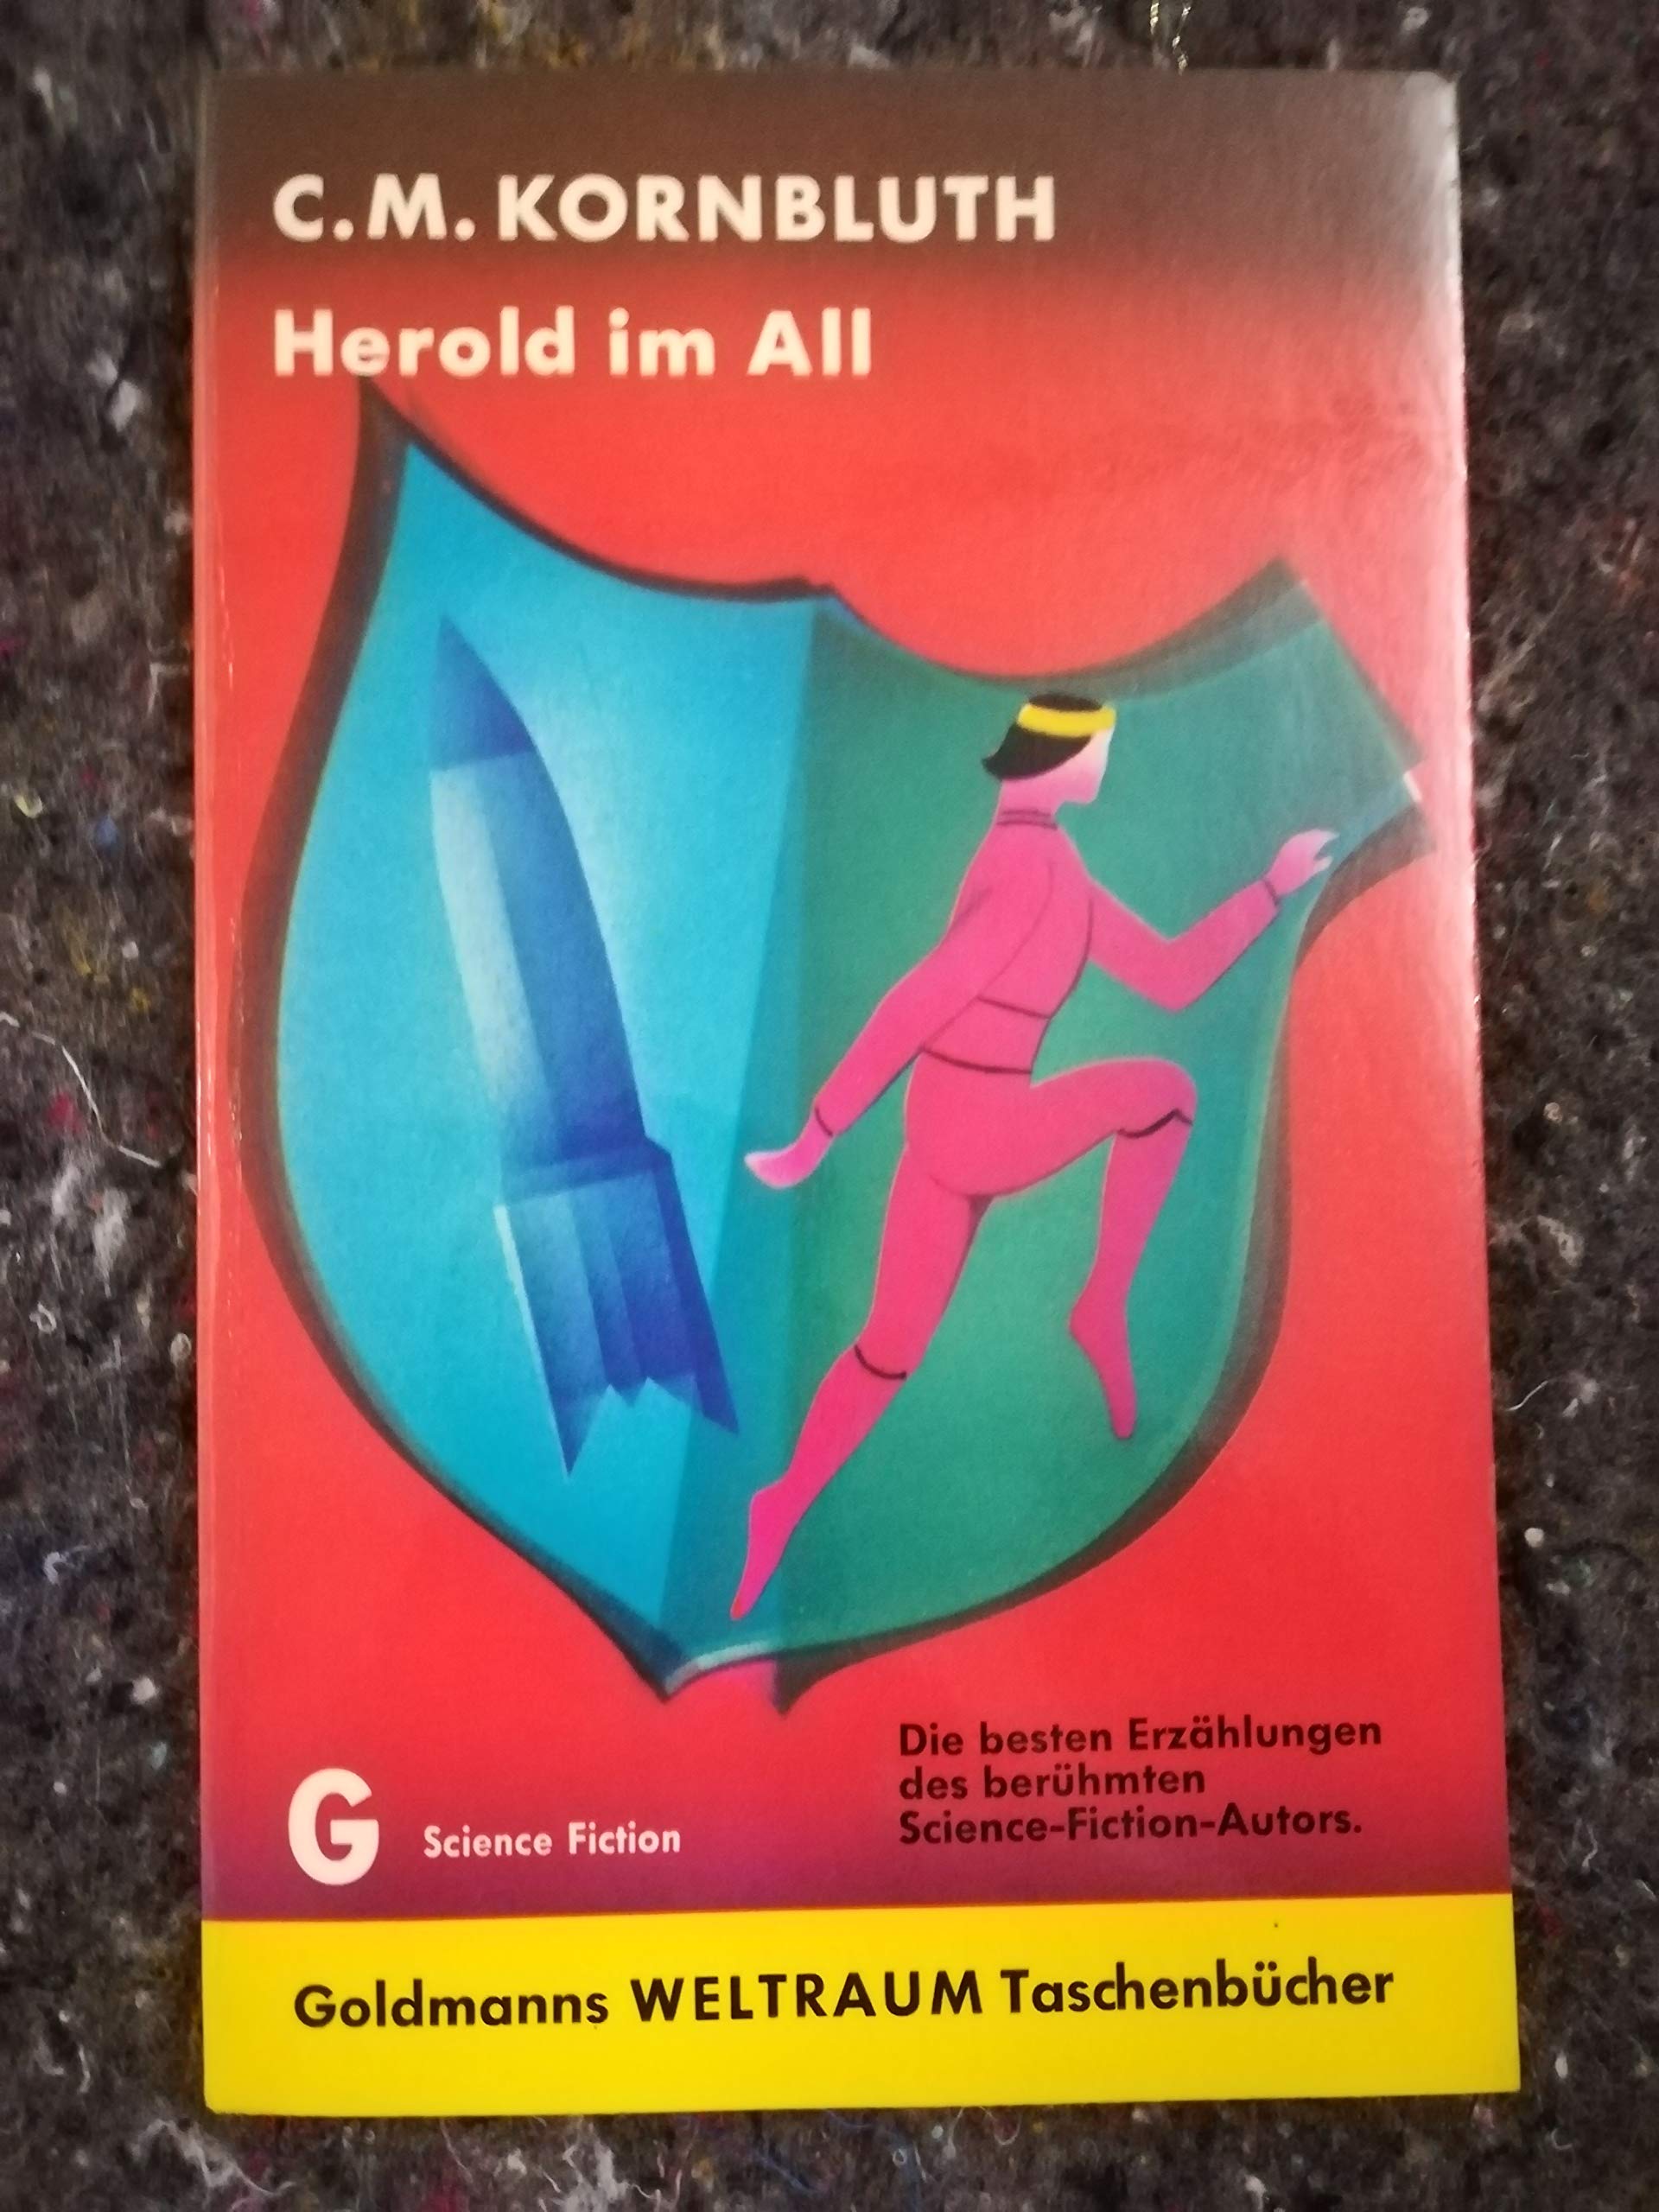 C. M. KORNBLUTH
Herold im All
Die besten Erzählungen
des berühmten
Science-Fiction-Autors.
G Science Fiction
Goldmanns WELTRAUM Taschenbücher